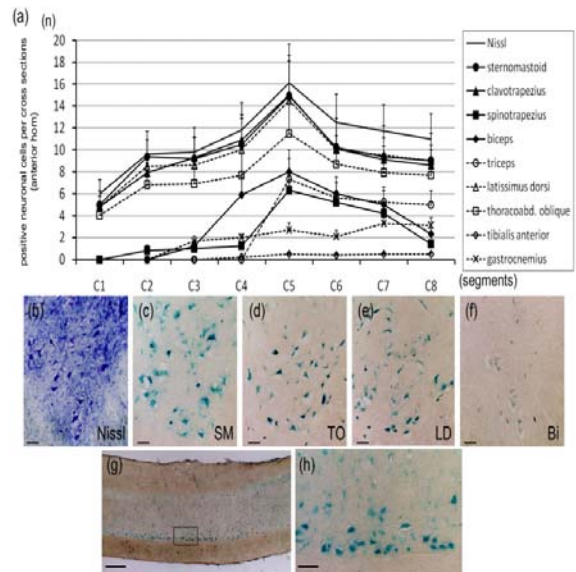 (a)
(n)
positive neuronal cells per cross sections
(anterior horn)
20
18
16
14
12
10
8
6
4
2
0
C1 C2 C3 C4 C5 C6 C7 C8
(segments)
Nissl
sternomastoid
clavotrapezius
spinotrapezius
biceps
triceps
latissimus dorsi
thoracoabd. oblique
tibialis anterior
gastrocnemius
(b)
Nissl
(c)
SM
(d)
TO
(e)
LD
(f)
Bi
(g)
(h)